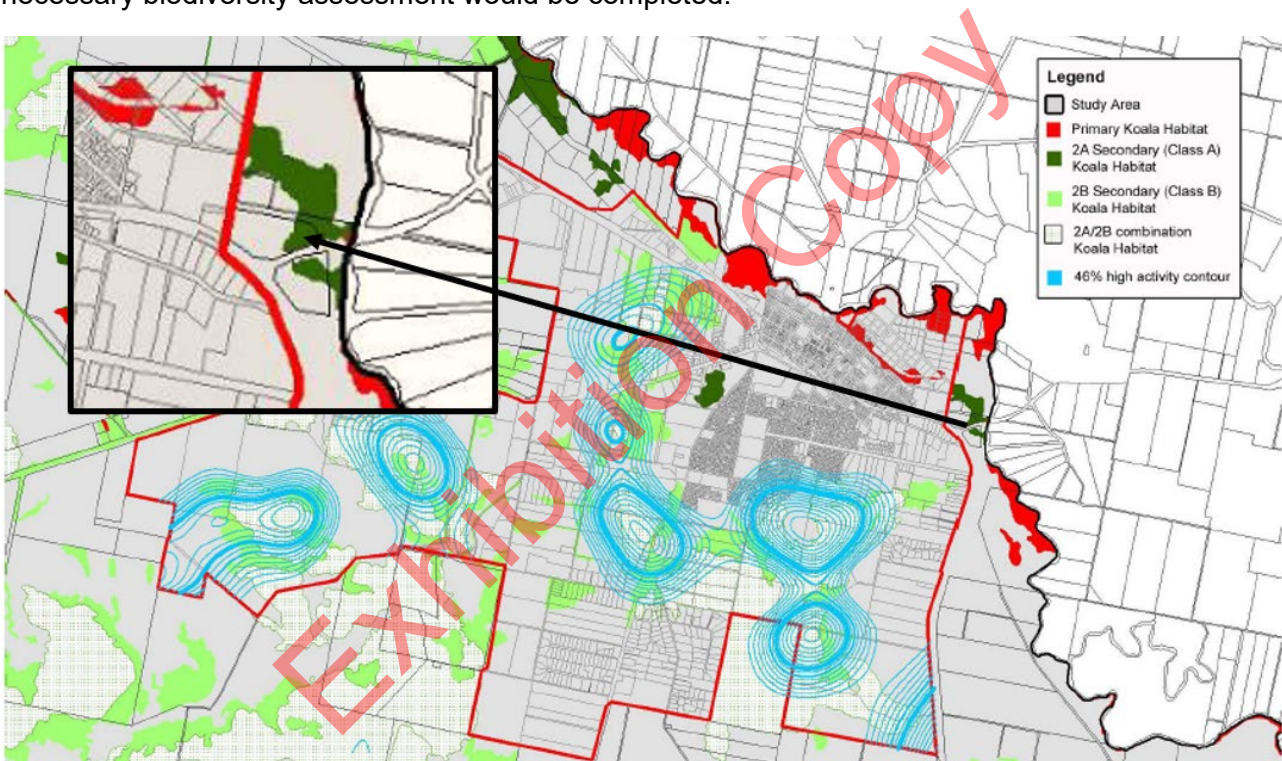 necessary biodiversity assessment would be completed.
Legend
Study Area
Primary Koala Habitat
2A Secondary (Class A)
Koala Habitat
2B Secondary (Class B)
Koala Habitat
2A/2B combination
Koala Habitat
46% high activity contour
Exhibition Copy